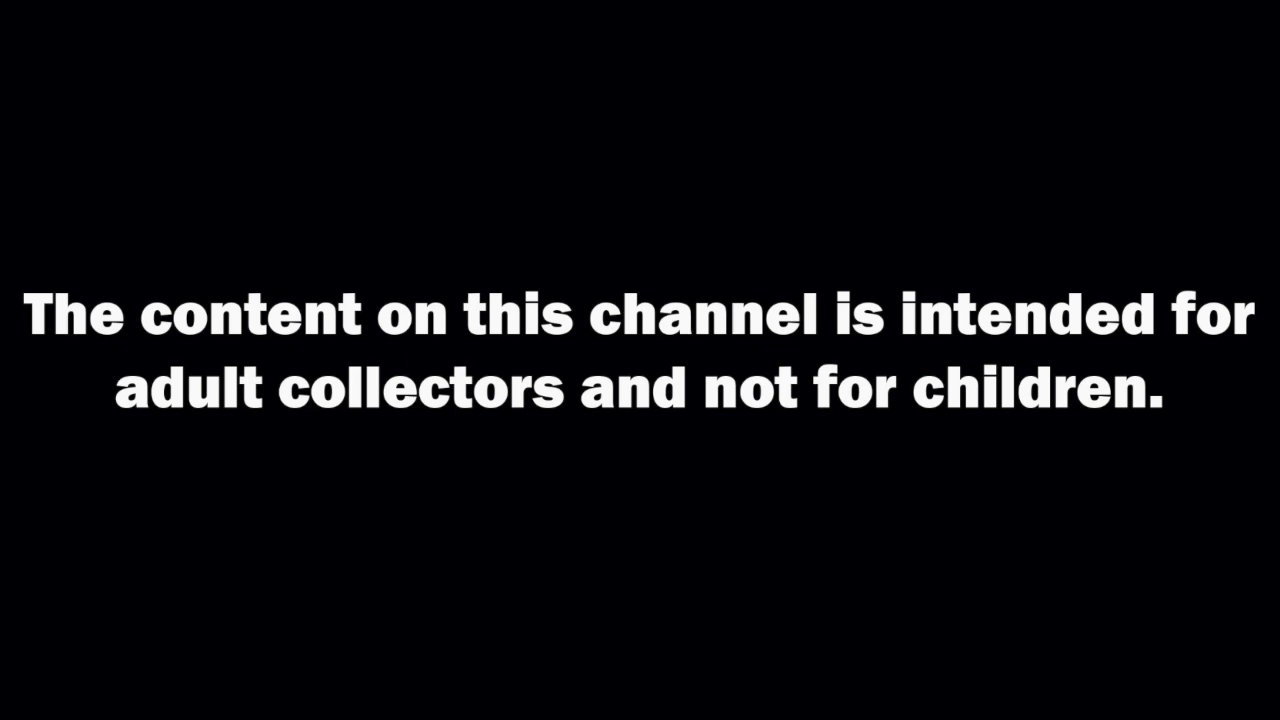 The content on this channel is intended for
adult collectors and not for children.